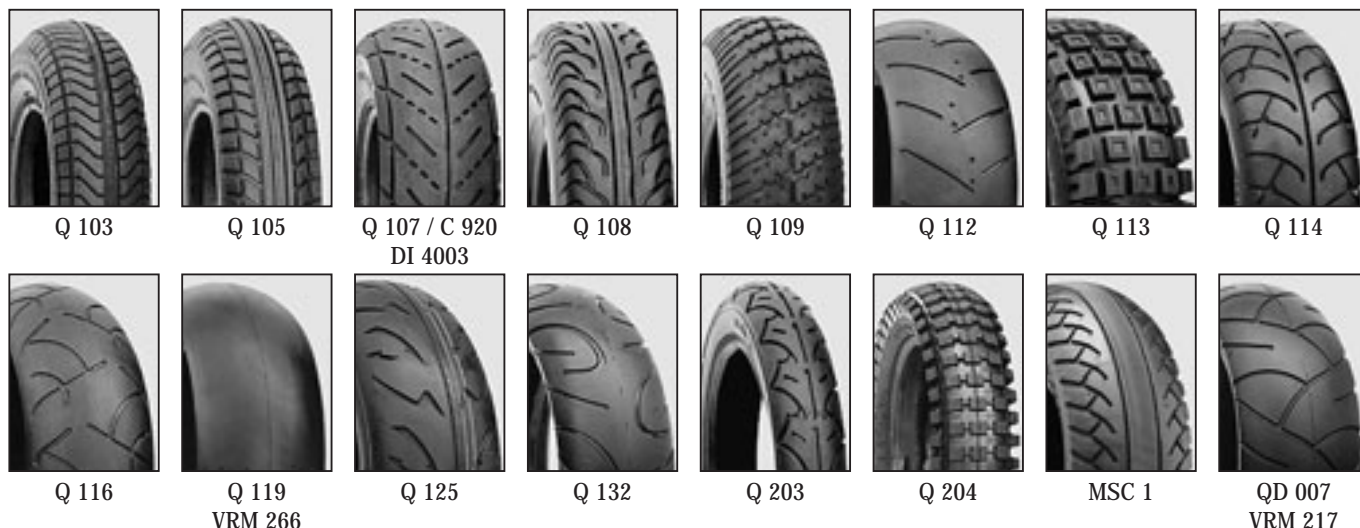 Q 103
Q 105
Q 107 / C 920
DI 4003
Q 108
Q 109
Q 112
Q 113
Q 114
Q 116
Q 119
VRM 266
Q 125
Q 132
Q 203
Q 204
MSC 1
QD 007
VRM 217